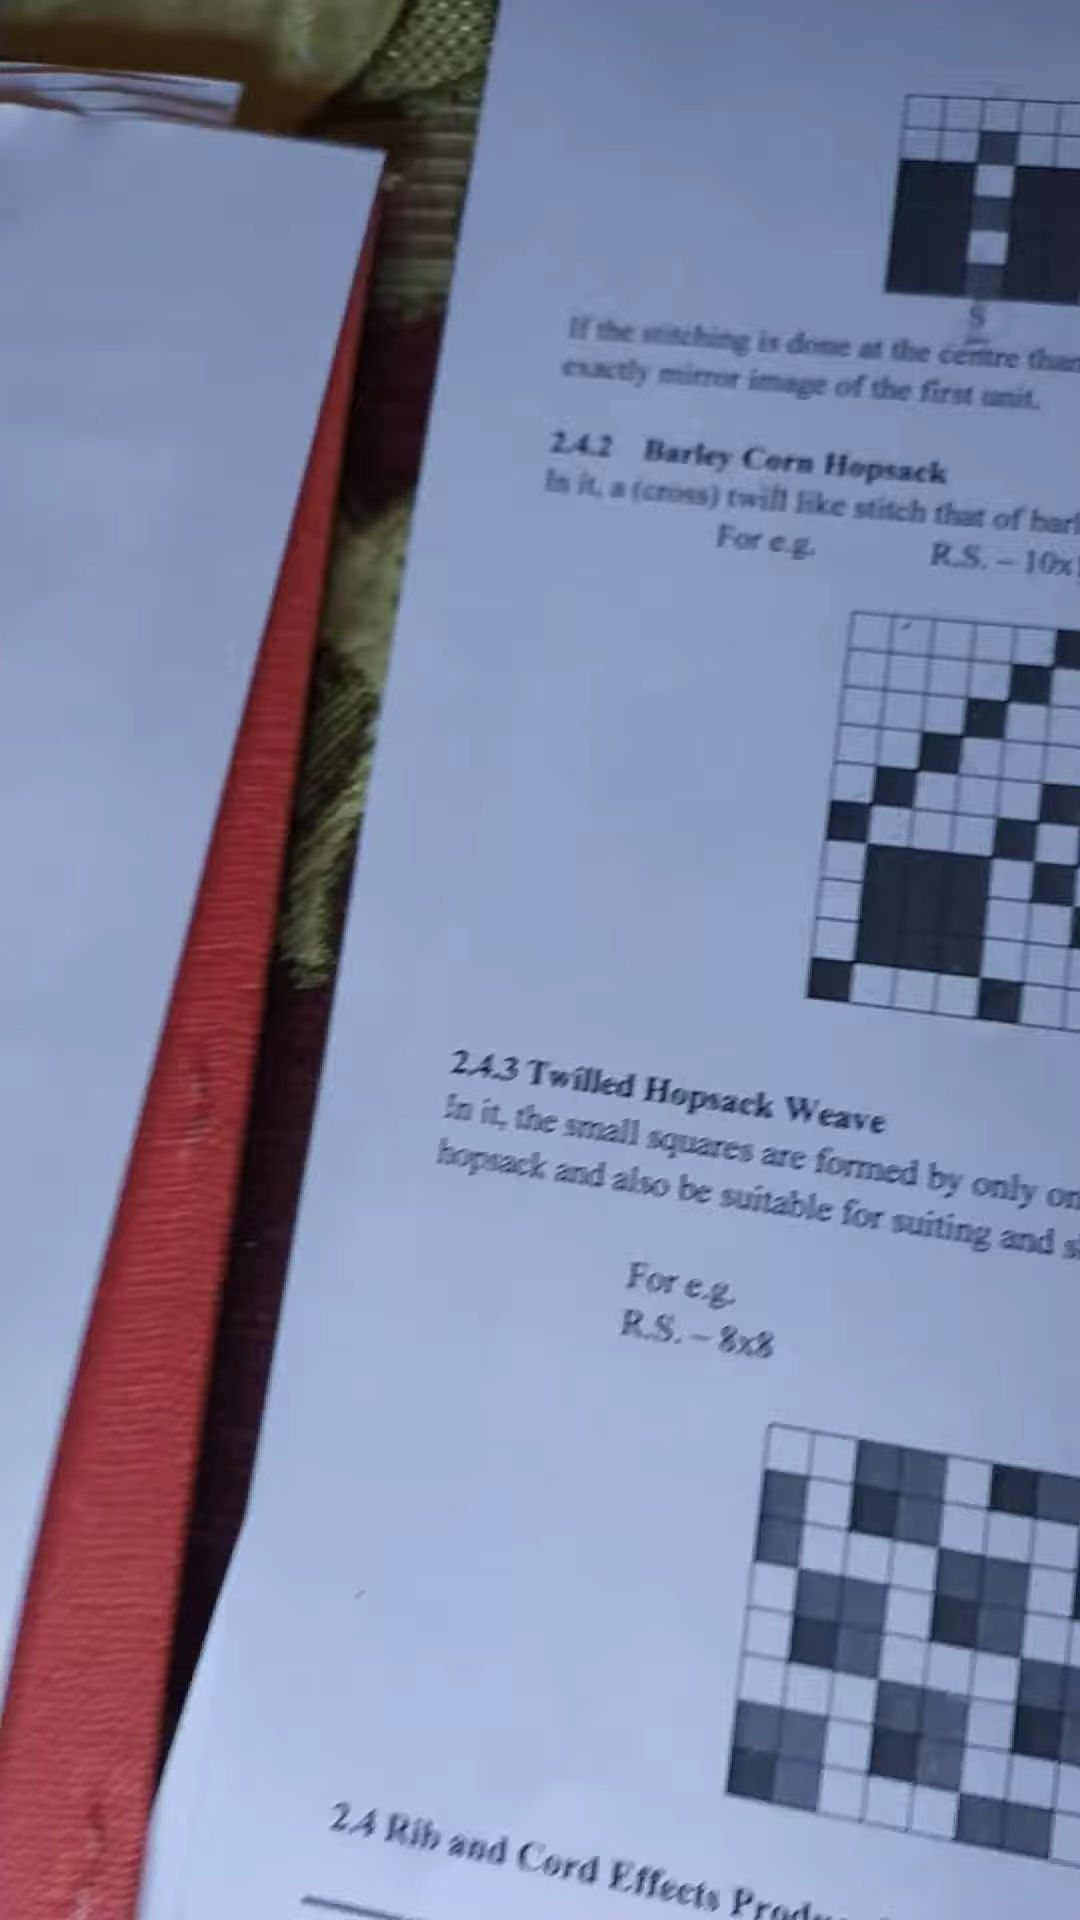 S
If the stitching is done at the centre than
exactly mirror image of the first unit.
2.4.2 Barley Corn Hopsack
In it, a (cross) twill like stitch that of barl
For e.g. R.S. – 10x
2.4.3 Twilled Hopsack Weave
In it, the small squares are formed by only on
hopsack and also be suitable for suiting and s
For e.g.
R.S. – 8x8
2.4 Rib and Cord Effects Produ